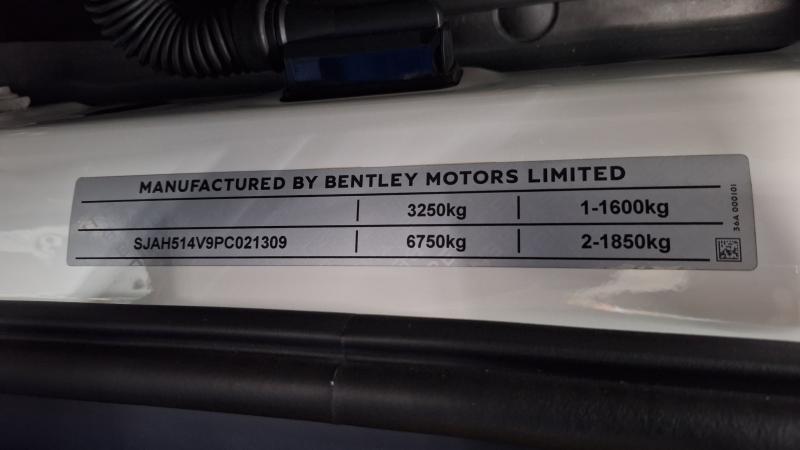 MANUFACTURED BY BENTLEY MOTORS LIMITED
3250kg 1-1600kg
SJAH514V9PC021309 6750kg 2-1850kg
36A 000101